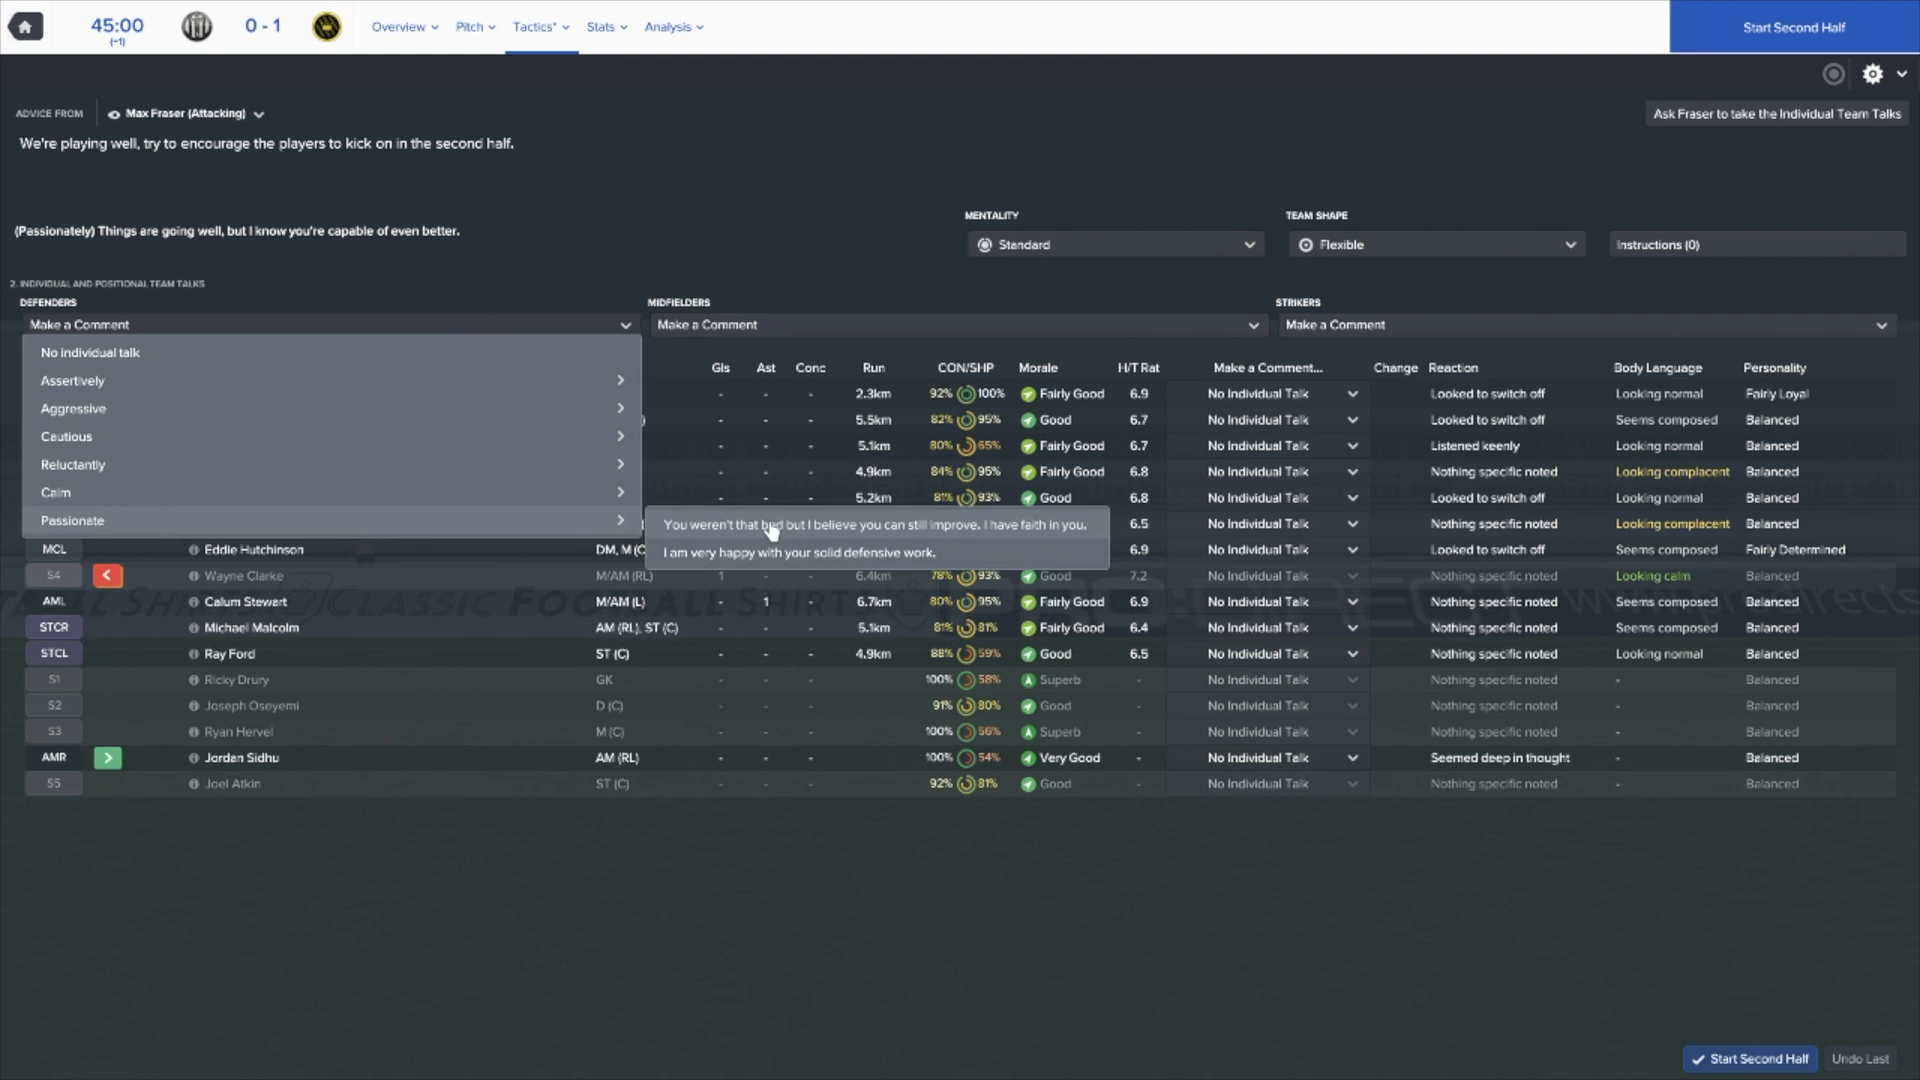 45:00
(+1)
0 - 1
Overview
Pitch
Tactics*
Stats
Analysis
Start Second Half
ADVICE FROM
Max Fraser (Attacking)
Ask Fraser to take the Individual Team Talks
We're playing well, try to encourage the players to kick on in the second half.
MENTALITY
TEAM SHAPE
(Passionately) Things are going well, but I know you're capable of even better.
Standard
Flexible
Instructions (0)
2. INDIVIDUAL AND POSITIONAL TEAM TALKS
DEFENDERS
MIDFIELDERS
STRIKERS
Make a Comment
Make a Comment
Make a Comment
No individual talk
Assertively
Aggressive
Cautious
Reluctantly
Calm
Passionate
You weren't that bad but I believe you can still improve. I have faith in you.
I am very happy with your solid defensive work.
Gls Ast Conc Run CON/SHP Morale H/T Rat Make a Comment... Change Reaction Body Language Personality
- - - 2.3km 92% 100% Fairly Good 6.9 No Individual Talk Looked to switch off Looking normal Fairly Loyal
) - - - 5.5km 82% 95% Good 6.7 No Individual Talk Looked to switch off Seems composed Balanced
- - - 5.1km 80% 65% Fairly Good 6.7 No Individual Talk Listened keenly Looking normal Balanced
- - - 4.9km 84% 95% Fairly Good 6.8 No Individual Talk Nothing specific noted Looking complacent Balanced
- - - 5.2km 81% 93% Good 6.8 No Individual Talk Looked to switch off Looking normal Balanced
6.5 No Individual Talk Nothing specific noted Looking complacent Balanced
MCL Eddie Hutchinson DM, M (C 6.9 No Individual Talk Looked to switch off Seems composed Fairly Determined
S4 Wayne Clarke M/AM (RL) 1 - - 6.4km 78% 93% Good 7.2 No Individual Talk Nothing specific noted Looking calm Balanced
AML Calum Stewart M/AM (L) - 1 - 6.7km 80% 95% Fairly Good 6.9 No Individual Talk Nothing specific noted Seems composed Balanced
STCR Michael Malcolm AM (RL), ST (C) - - - 5.1km 81% 81% Fairly Good 6.4 No Individual Talk Nothing specific noted Seems composed Balanced
STCL Ray Ford ST (C) - - - 4.9km 88% 59% Good 6.5 No Individual Talk Nothing specific noted Looking normal Balanced
S1 Ricky Drury GK - - - 100% 58% Superb - No Individual Talk Nothing specific noted - Balanced
S2 Joseph Oseyemi D (C) - - - 91% 80% Good - No Individual Talk Nothing specific noted - Balanced
S3 Ryan Hervel M (C) - - - 100% 56% Superb - No Individual Talk Nothing specific noted - Balanced
AMR Jordan Sidhu AM (RL) - - - 100% 54% Very Good - No Individual Talk Seemed deep in thought - Balanced
S5 Joel Atkin ST (C) - - - 92% 81% Good - No Individual Talk Nothing specific noted - Balanced
Classic Football Shirt
Start Second Half
Undo Last